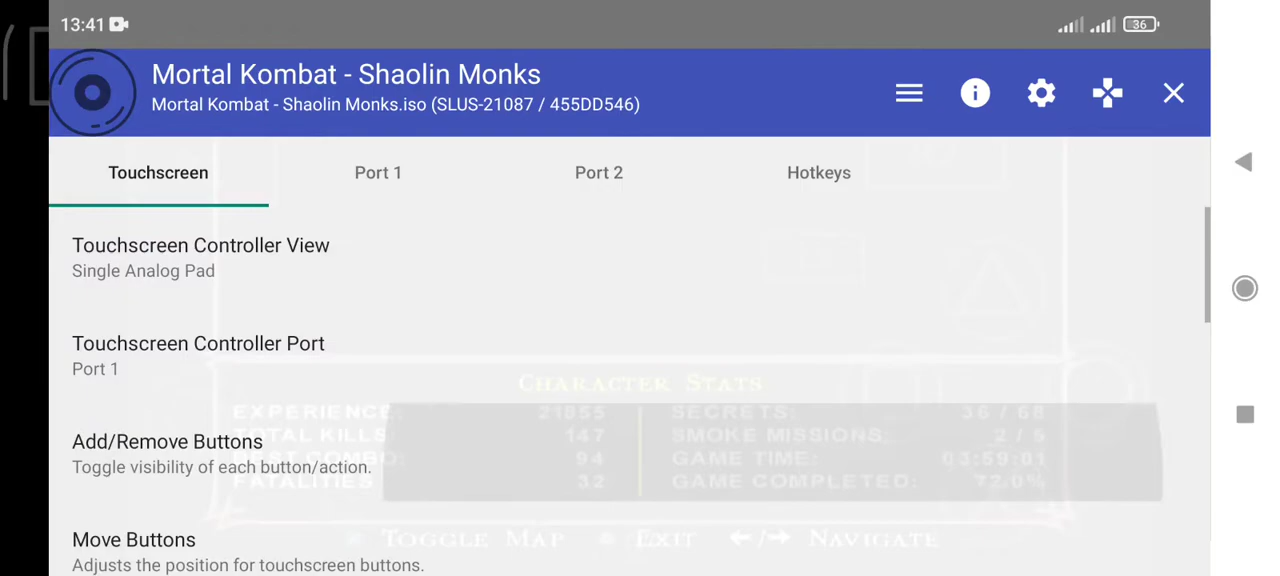 13:41
36
Mortal Kombat - Shaolin Monks
Mortal Kombat - Shaolin Monks.iso (SLUS-21087 / 455DD546)
Touchscreen Port 1 Port 2 Hotkeys
Touchscreen Controller View
Single Analog Pad
Touchscreen Controller Port
Port 1
CHARACTER STATS
EXPERIENCE: 21855 SECRETS: 36 / 68
TOTAL KILLS: 147 SMOKE MISSIONS: 2 / 5
Add/Remove Buttons
BEST COMBO: 94 GAME TIME: 03:59:01
Toggle visibility of each button/action.
FATALITIES 32 GAME COMPLETED: 72.0%
Move Buttons
TOGGLE MAP EXIT ←/→ NAVIGATE
Adjusts the position for touchscreen buttons.